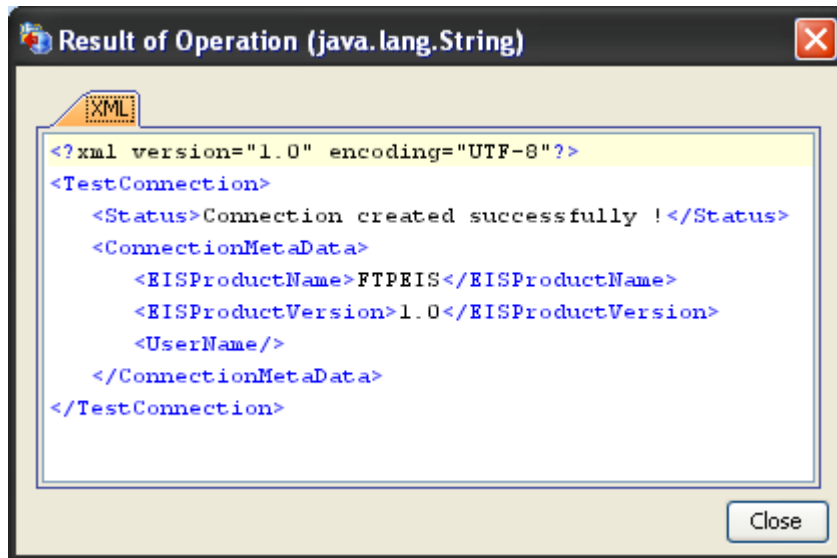 Result of Operation (java.lang.String)
XML
<?xml version="1.0" encoding="UTF-8"?>
<TestConnection>
<Status>Connection created successfully !</Status>
<ConnectionMetaData>
<EISProductName>FTPEIS</EISProductName>
<EISProductVersion>1.0</EISProductVersion>
<UserName/>
</ConnectionMetaData>
</TestConnection>
Close